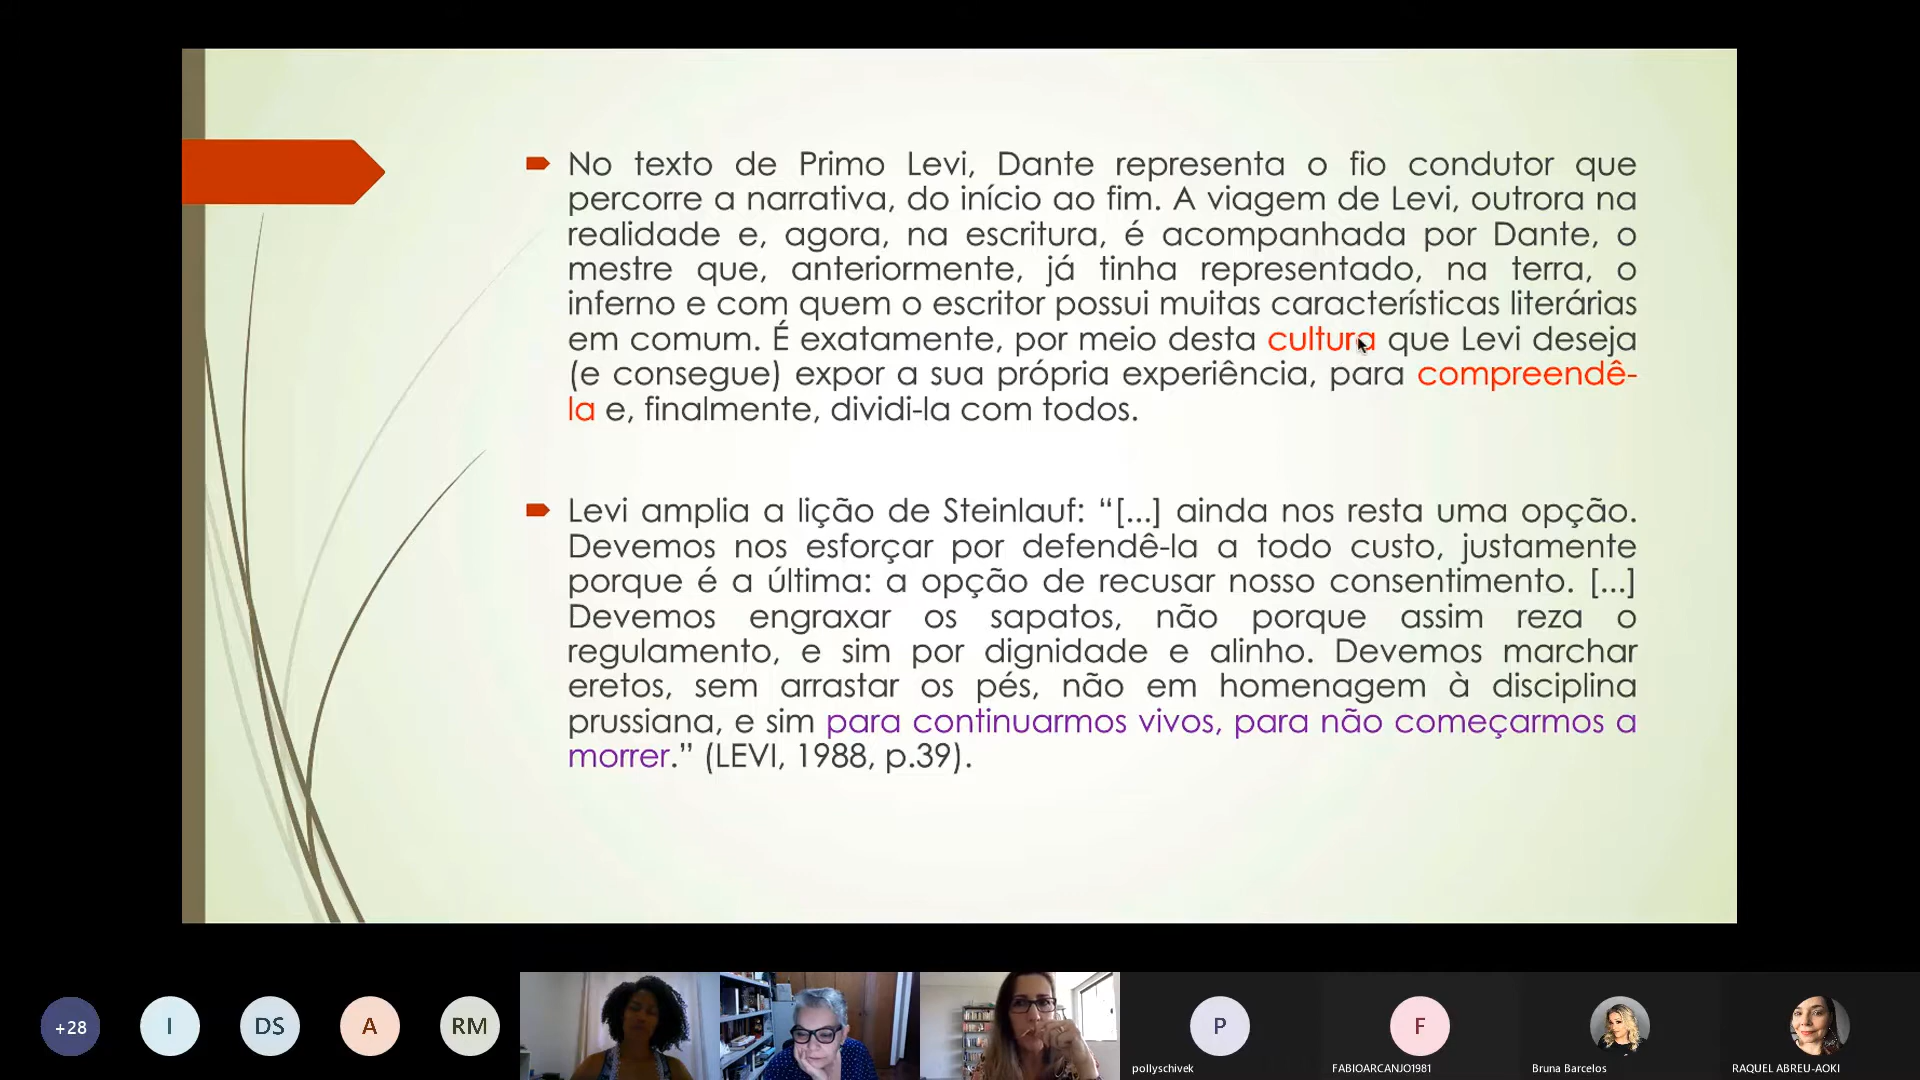 No texto de Primo Levi, Dante representa o fio condutor que
percorre a narrativa, do início ao fim. A viagem de Levi, outrora na
realidade e, agora, na escritura, é acompanhada por Dante, o
mestre que, anteriormente, já tinha representado, na terra, o
inferno e com quem o escritor possui muitas características literárias
em comum. É exatamente, por meio desta cultura que Levi deseja
(e consegue) expor a sua própria experiência, para compreendê-
la e, finalmente, dividi-la com todos.
Levi amplia a lição de Steinlauf: “[...] ainda nos resta uma opção.
Devemos nos esforçar por defendê-la a todo custo, justamente
porque é a última: a opção de recusar nosso consentimento. [...]
Devemos engraxar os sapatos, não porque assim reza o
regulamento, e sim por dignidade e alinho. Devemos marchar
eretos, sem arrastar os pés, não em homenagem à disciplina
prussiana, e sim para continuarmos vivos, para não começarmos a
morrer.” (LEVI, 1988, p.39).
+28
I
DS
A
RM
P
F
pollyschivek
FABIOARCANJO1981
Bruna Barcelos
RAQUEL ABREU-AOKI